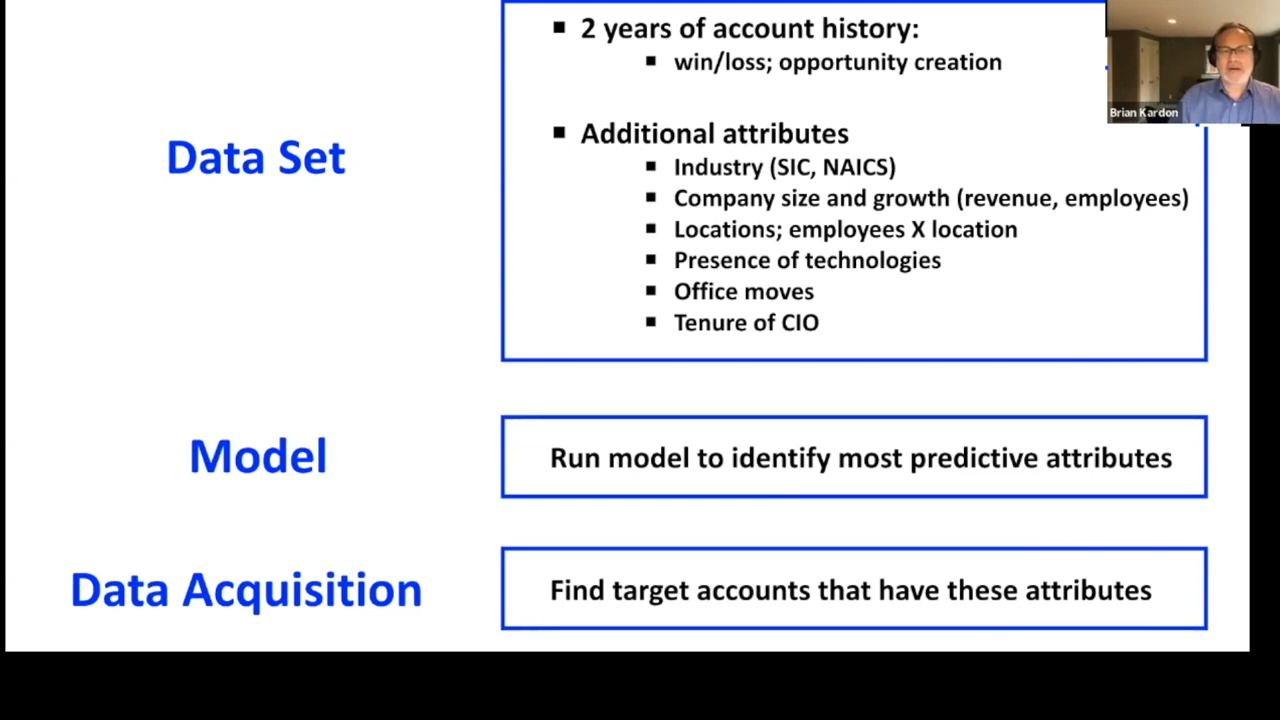 2 years of account history:
win/loss; opportunity creation
Brian Kardon
Data Set
Additional attributes
Industry (SIC, NAICS)
Company size and growth (revenue, employees)
Locations; employees X location
Presence of technologies
Office moves
Tenure of CIO
Model
Run model to identify most predictive attributes
Data Acquisition
Find target accounts that have these attributes